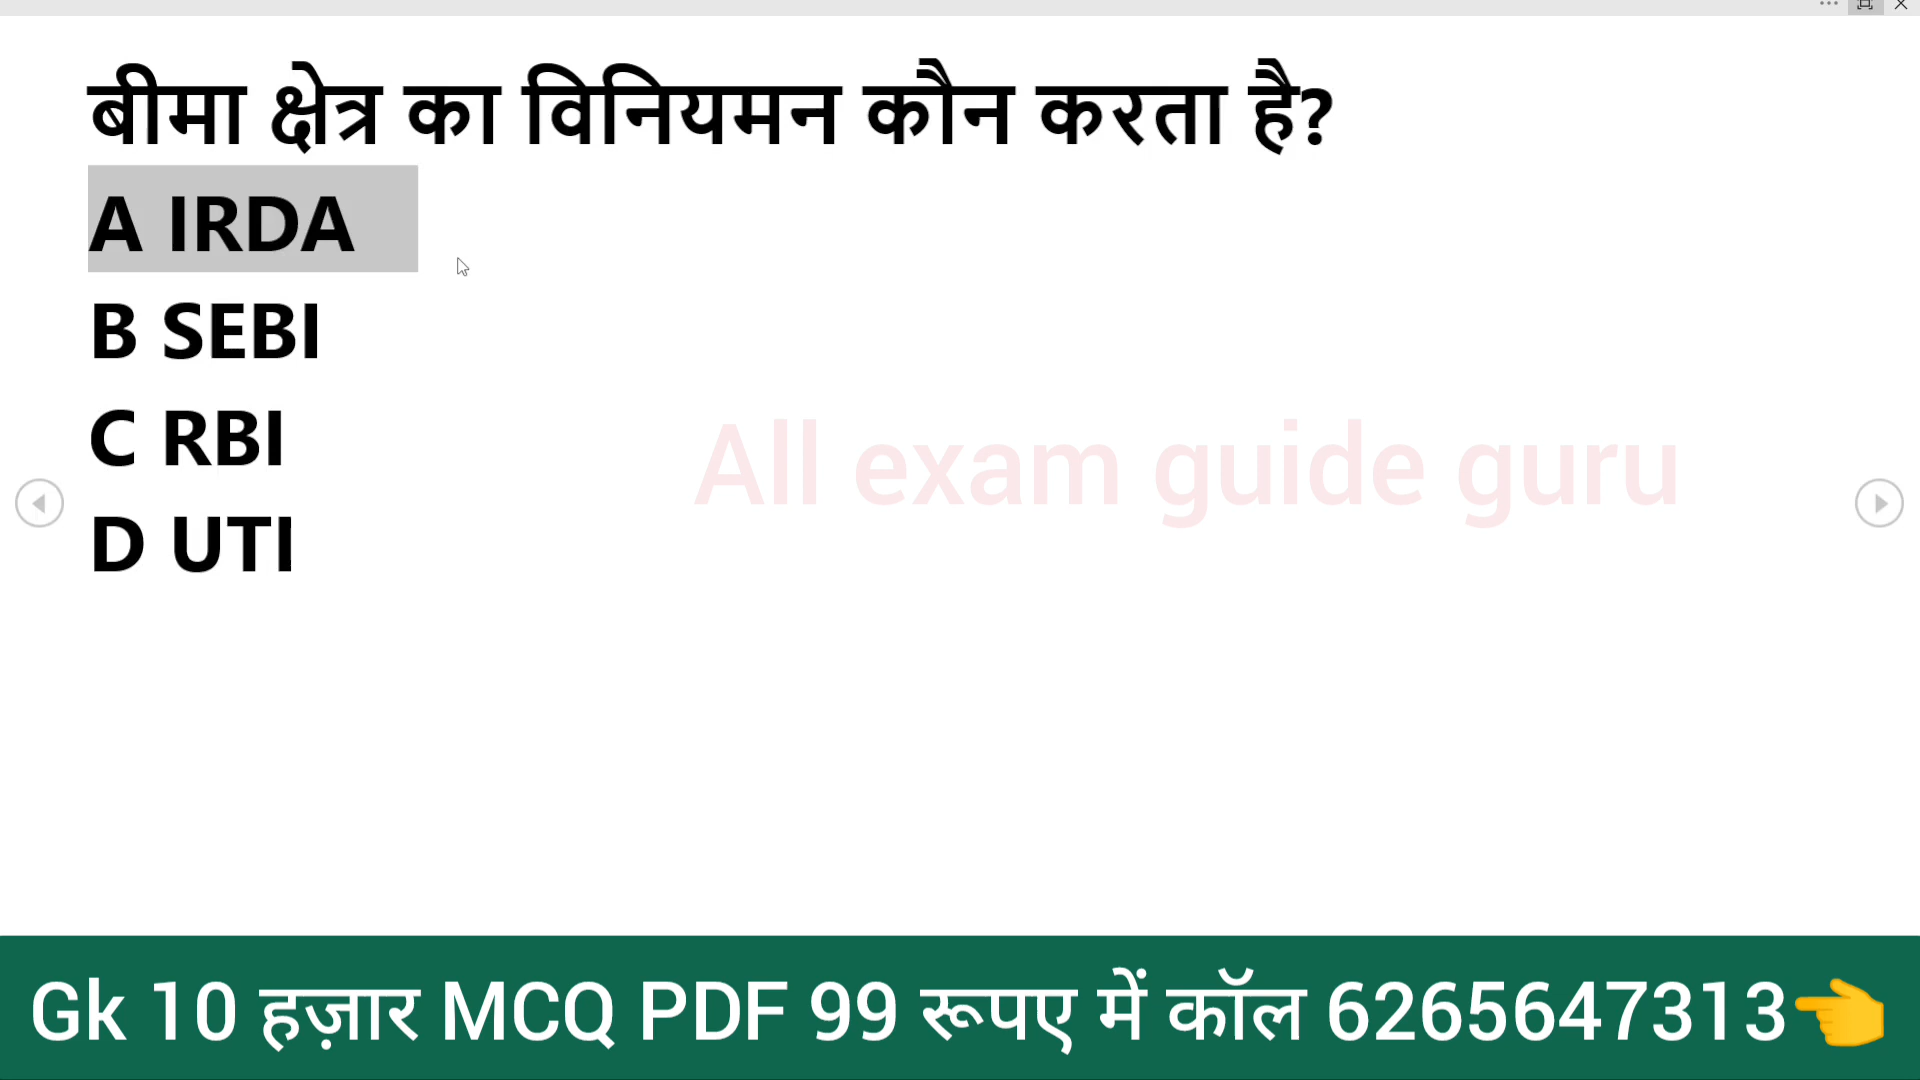 बीमा क्षेत्र का विनियमन कौन करता है?
A IRDA
B SEBI
C RBI
D UTI
All exam guide guru
Gk 10 हज़ार MCQ PDF 99 रूपए में कॉल 6265647313👈